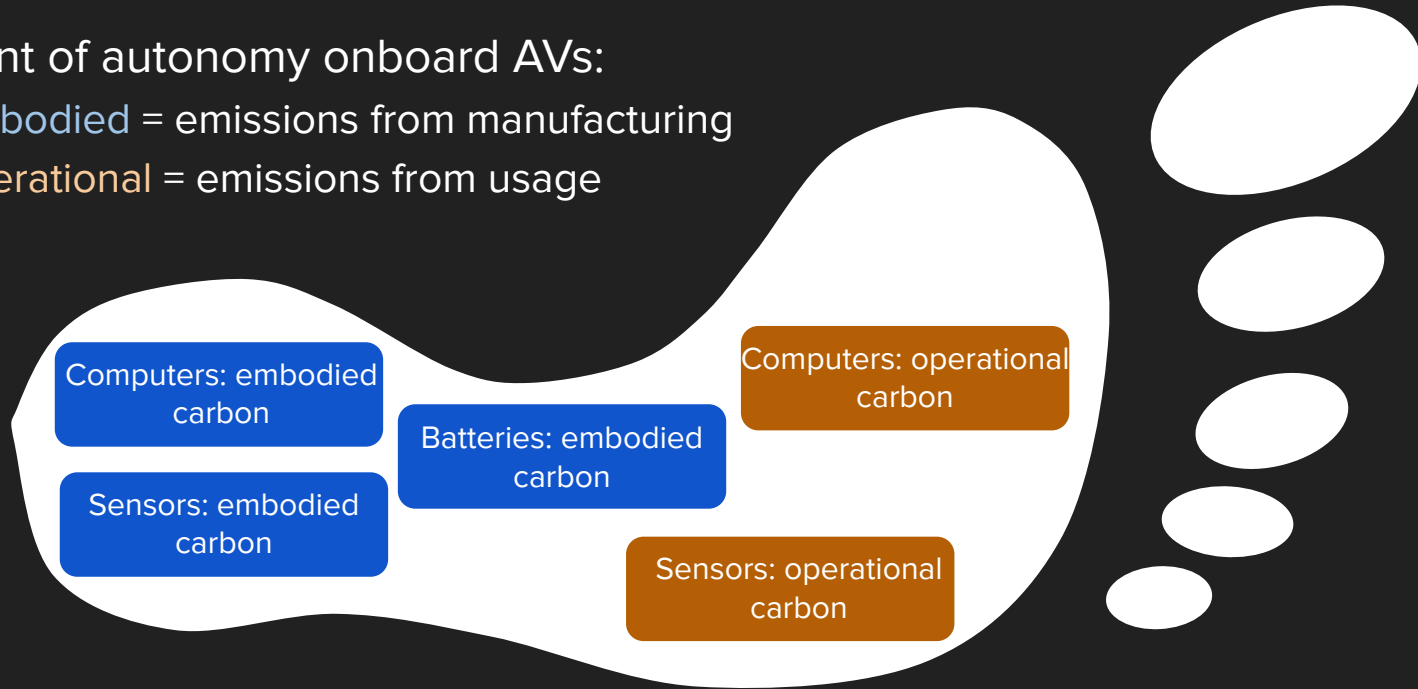 nt of autonomy onboard AVs:
bodied = emissions from manufacturing
erational = emissions from usage
Computers: embodied
carbon
Computers: operational
carbon
Batteries: embodied
carbon
Sensors: embodied
carbon
Sensors: operational
carbon